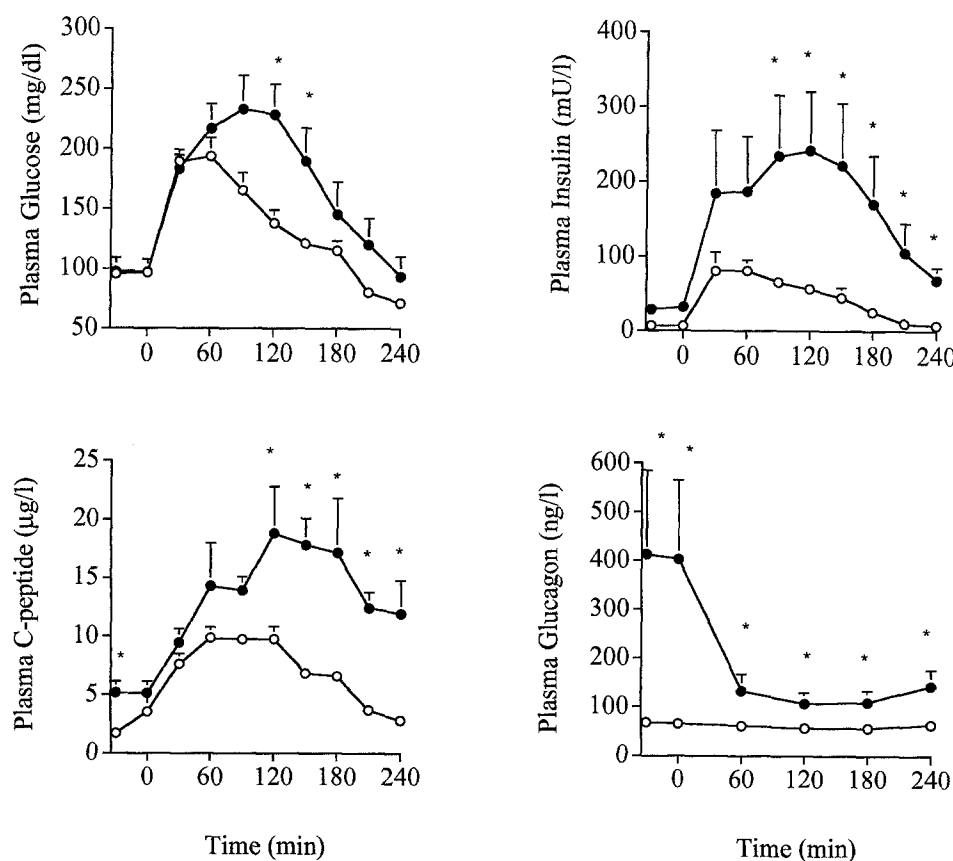 Plasma Glucose (mg/dl)
300
250
200
150
100
50
0 60 120 180 240
* *
Plasma Insulin (mU/l)
400
300
200
100
0
0 60 120 180 240
* * * * * *
Plasma C-peptide (µg/l)
25
20
15
10
5
0
0 60 120 180 240
* * * * * *
Time (min)
Plasma Glucagon (ng/l)
600
500
400
300
200
100
0
0 60 120 180 240
* * * * * *
Time (min)